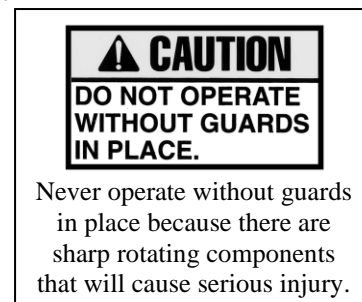 CAUTION
DO NOT OPERATE
WITHOUT GUARDS
IN PLACE.
Never operate without guards
in place because there are
sharp rotating components
that will cause serious injury.